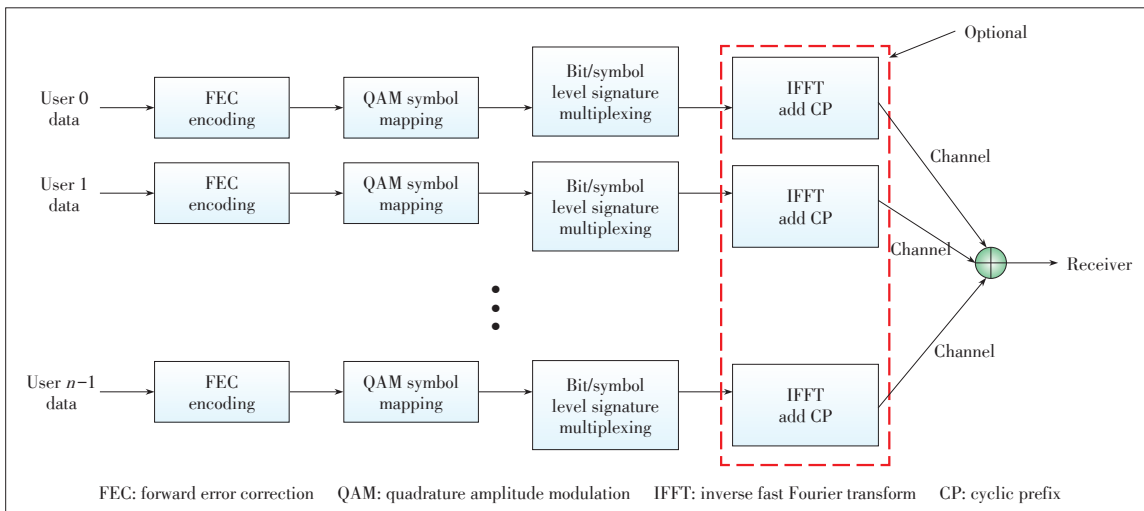 Optional
User 0
data
FEC
encoding
QAM symbol
mapping
Bit/symbol
level signature
multiplexing
IFFT
add CP
Channel
User 1
data
FEC
encoding
QAM symbol
mapping
Bit/symbol
level signature
multiplexing
IFFT
add CP
Channel
Receiver
User n−1
data
FEC
encoding
QAM symbol
mapping
Bit/symbol
level signature
multiplexing
IFFT
add CP
Channel
FEC: forward error correction QAM: quadrature amplitude modulation IFFT: inverse fast Fourier transform CP: cyclic prefix